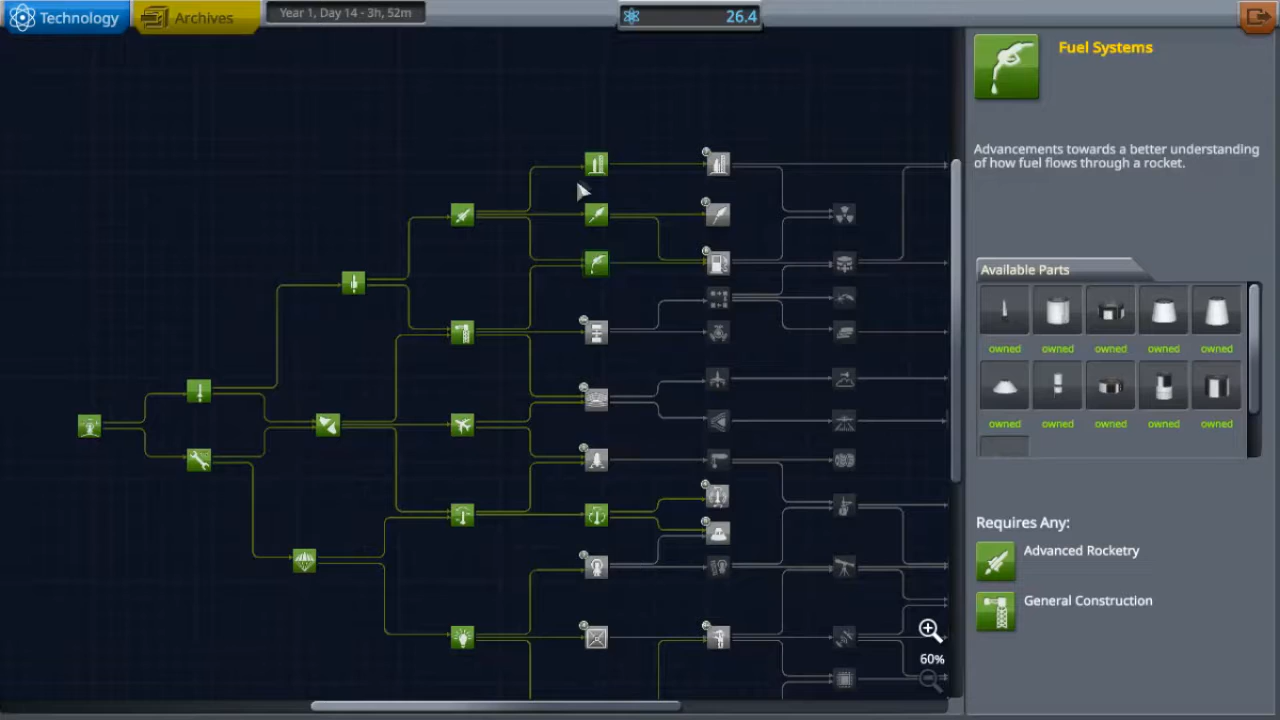 Technology
Archives
Year 1, Day 14 - 3h, 52m
26.4
Fuel Systems
Advancements towards a better understanding
of how fuel flows through a rocket.
Available Parts
owned owned owned owned owned
owned owned owned owned owned
Requires Any:
Advanced Rocketry
General Construction
60%